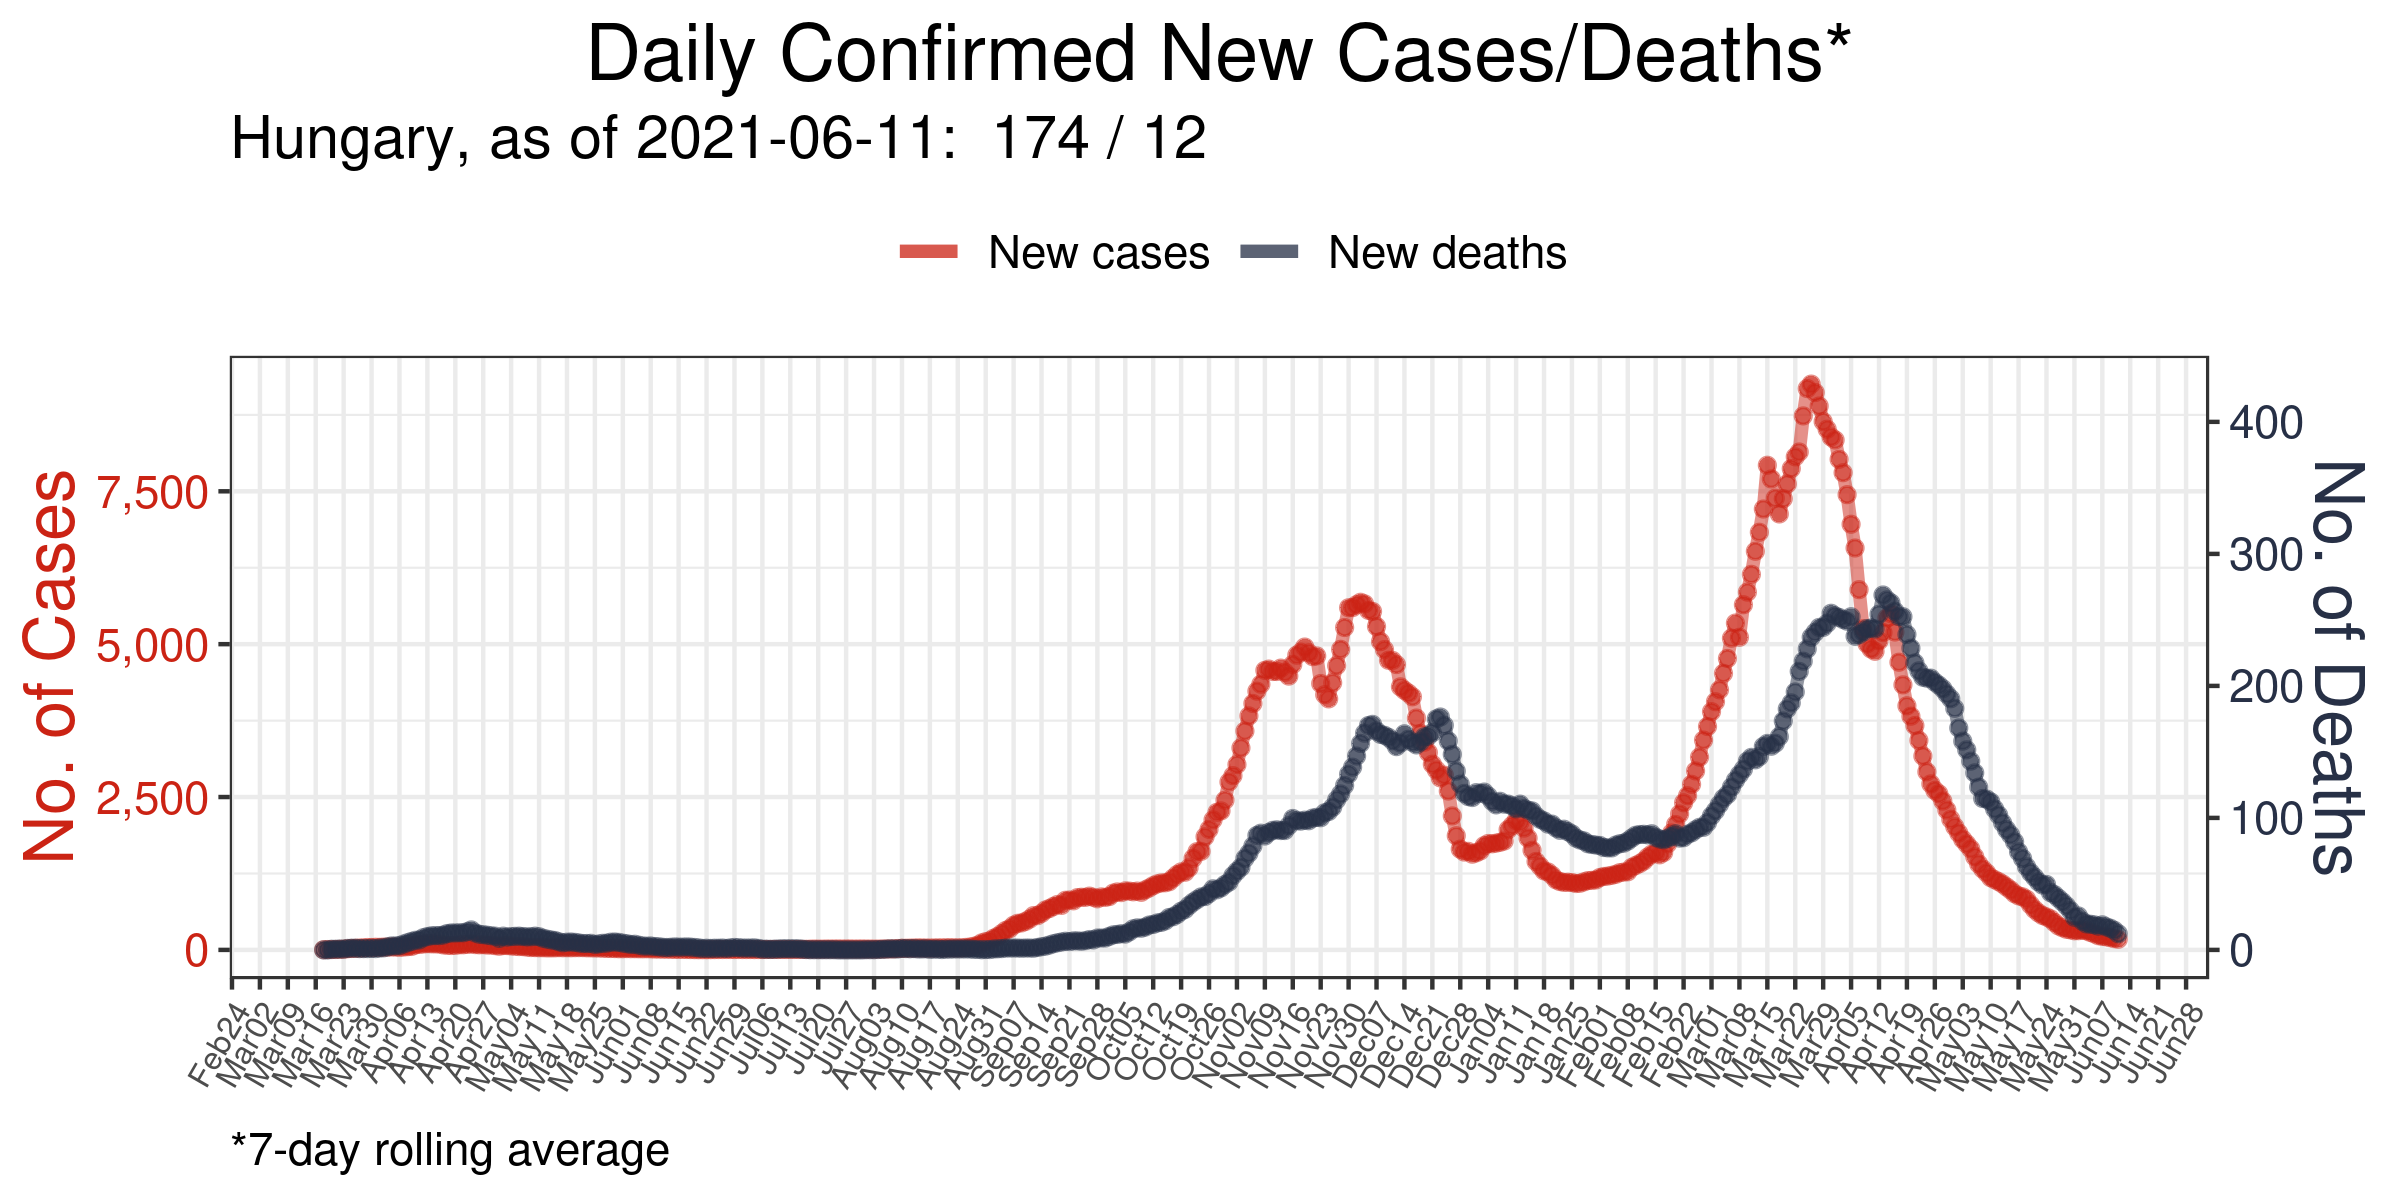 Daily Confirmed New Cases/Deaths*
Hungary, as of 2021-06-11:  174 / 12
New cases
New deaths
No. of Cases
7,500
5,000
2,500
0
400
300
200
100
0
No. of Deaths
Feb24
Mar02
Mar09
Mar16
Mar23
Mar30
Apr06
Apr13
Apr20
Apr27
May04
May11
May18
May25
Jun01
Jun08
Jun15
Jun22
Jun29
Jul06
Jul13
Jul20
Jul27
Aug03
Aug10
Aug17
Aug24
Aug31
Sep07
Sep14
Sep21
Sep28
Oct05
Oct12
Oct19
Oct26
Nov02
Nov09
Nov16
Nov23
Nov30
Dec07
Dec14
Dec21
Dec28
Jan04
Jan11
Jan18
Jan25
Feb01
Feb08
Feb15
Feb22
Mar01
Mar08
Mar15
Mar22
Mar29
Apr05
Apr12
Apr19
Apr26
May03
May10
May17
May24
May31
Jun07
Jun14
Jun21
Jun28
*7-day rolling average